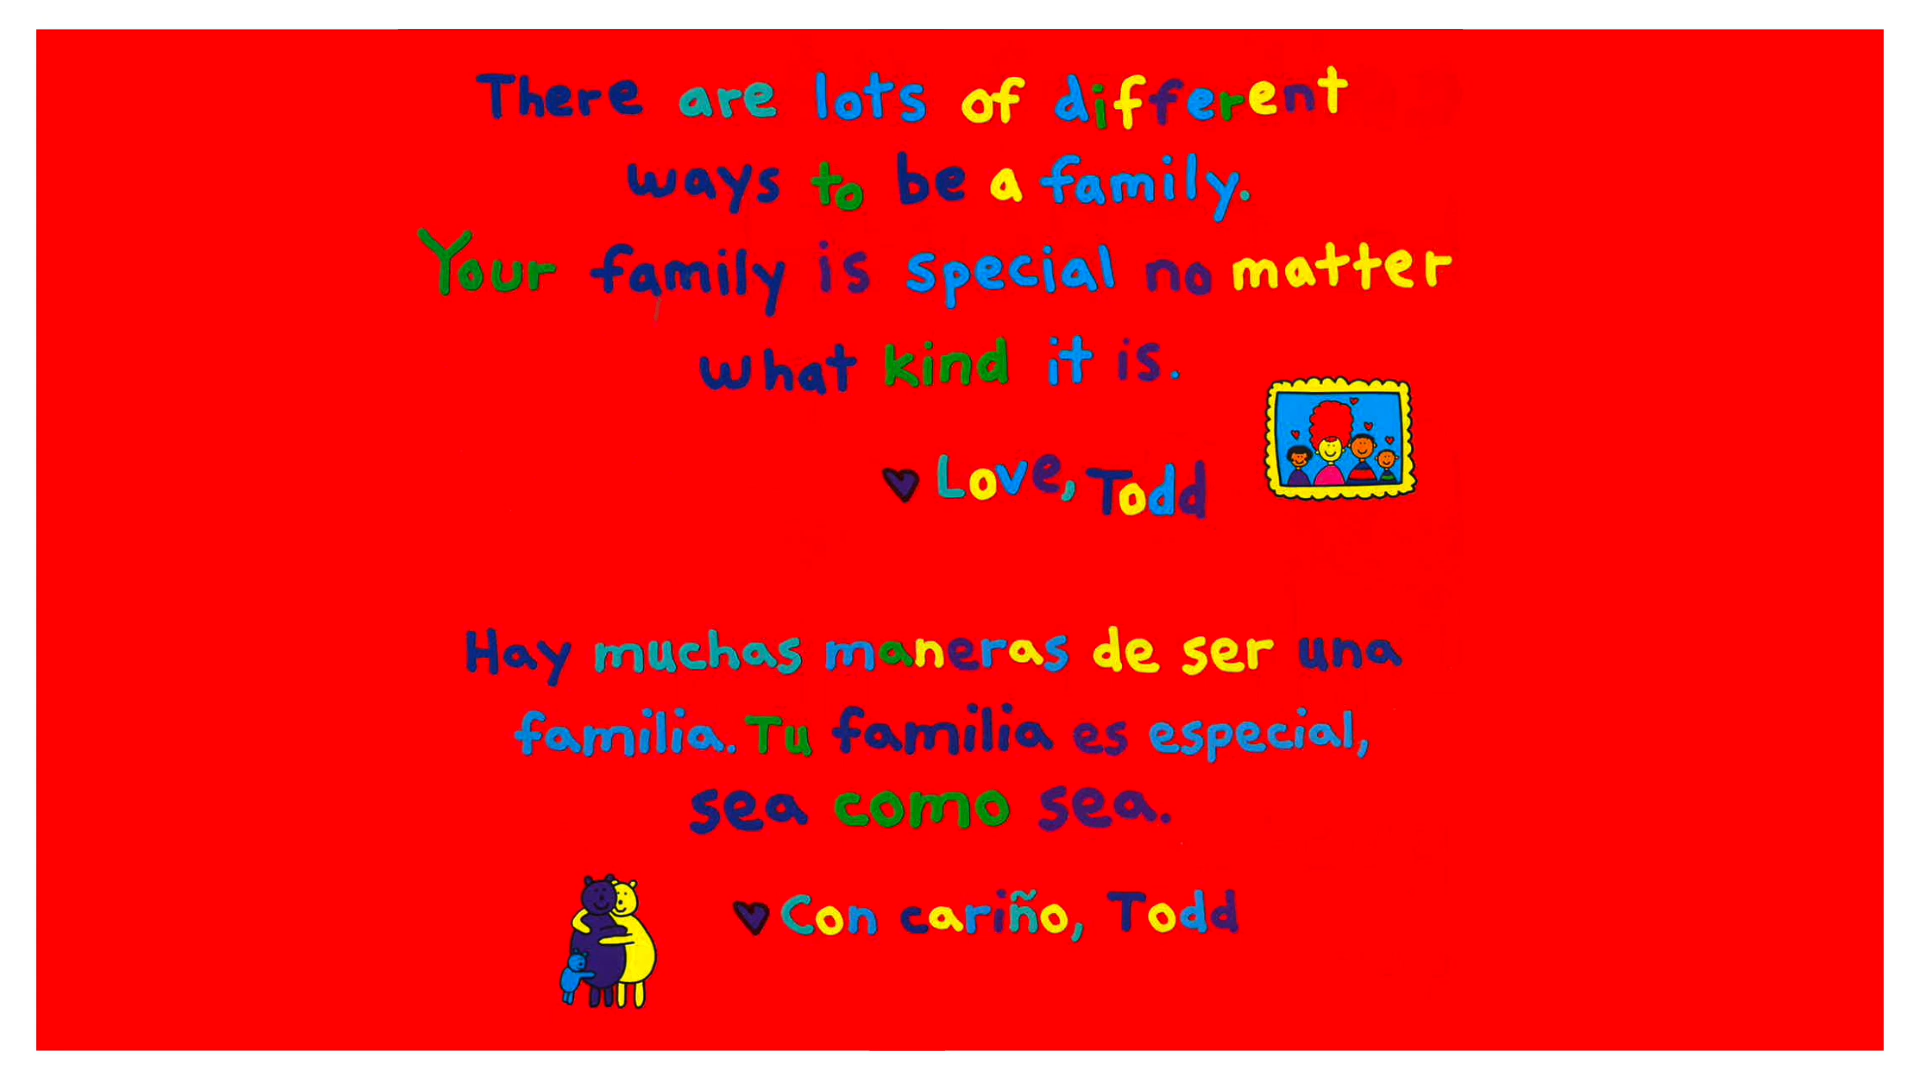 There are lots of different
ways to be a family.
Your family is special no matter
what kind it is.
Love, Todd
Hay muchas maneras de ser una
familia. Tu familia es especial,
sea como sea.
Con cariño, Todd